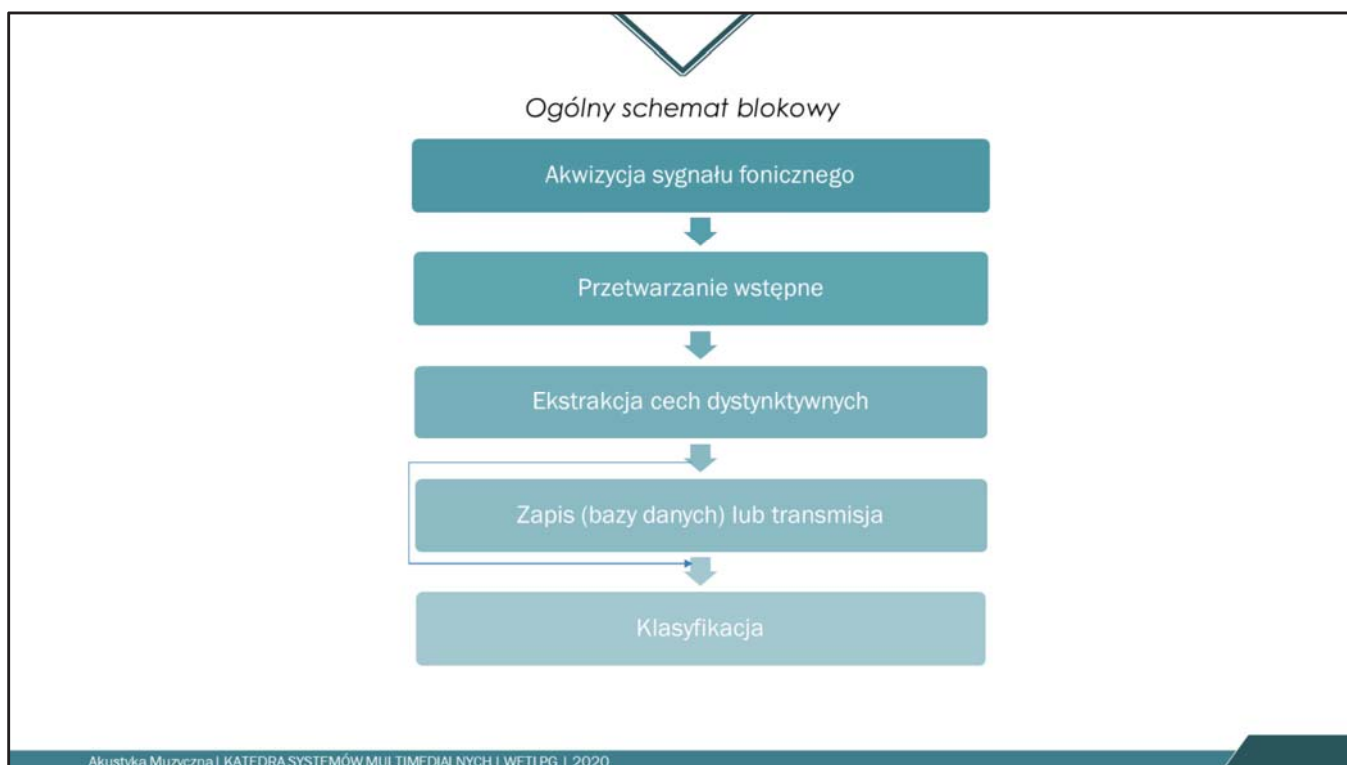 Ogólny schemat blokowy
Akwizycja sygnału fonicznego
Przetwarzanie wstępne
Ekstrakcja cech dystynktywnych
Zapis (bazy danych) lub transmisja
Klasyfikacja
Akustyka Muzyczna | KATEDRA SYSTEMÓW MULTIMEDIALNYCH | WETI PG | 2020